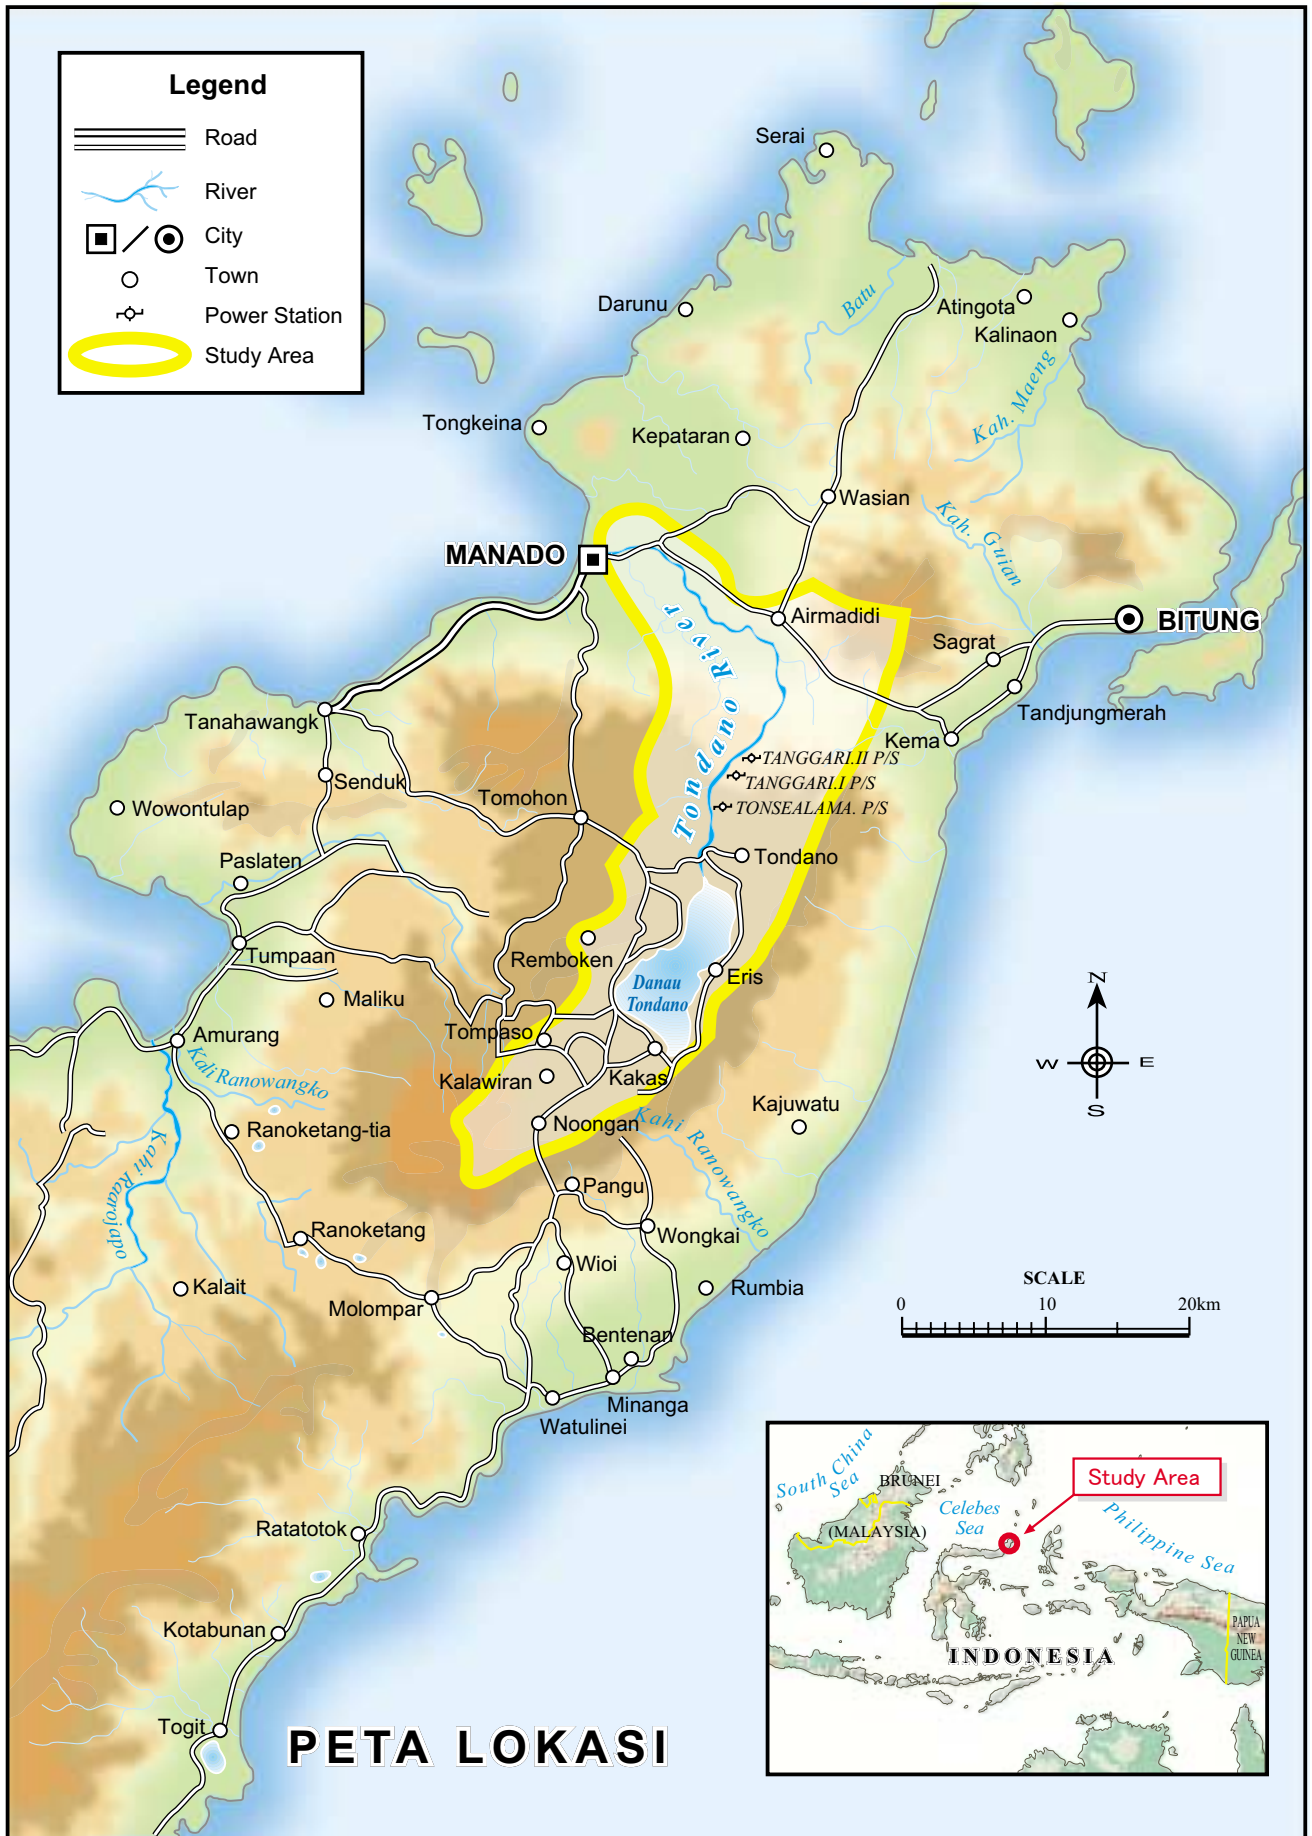 Legend
Road
River
City
Town
Power Station
Study Area
Serai
Darunu
Batu
Atingota
Kalinaon
Kah. Maeng
Tongkeina
Kepataran
Wasian
Kah. Guian
MANADO
Airmadidi
BITUNG
Sagrat
Tondano River
Tanahawangk
Tandjungmerah
Kema
TANGGARI.II P/S
TANGGARI.I P/S
TONSEALAMA. P/S
Senduk
Wowontulap
Tomohon
Paslaten
Tondano
Tumpaan
Remboken
Eris
Danau
Tondano
Maliku
Amurang
Tompaso
Kali Ranowangko
Kalawiran
Kakas
Kajuwatu
Noongan
Kahi Ranowangko
Ranoketang-tia
Kahi Raarojapo
Pangu
Ranoketang
Wongkai
Wioi
Kalait
Rumbia
Molompar
Bentenan
Minanga
Watulinei
N
W
E
S
SCALE
0 10 20km
Ratatotok
Kotabunan
Togit
PETA LOKASI
South China
Sea
BRUNEI
(MALAYSIA)
Celebes
Sea
Study Area
Philippine Sea
INDONESIA
PAPUA
NEW
GUINEA